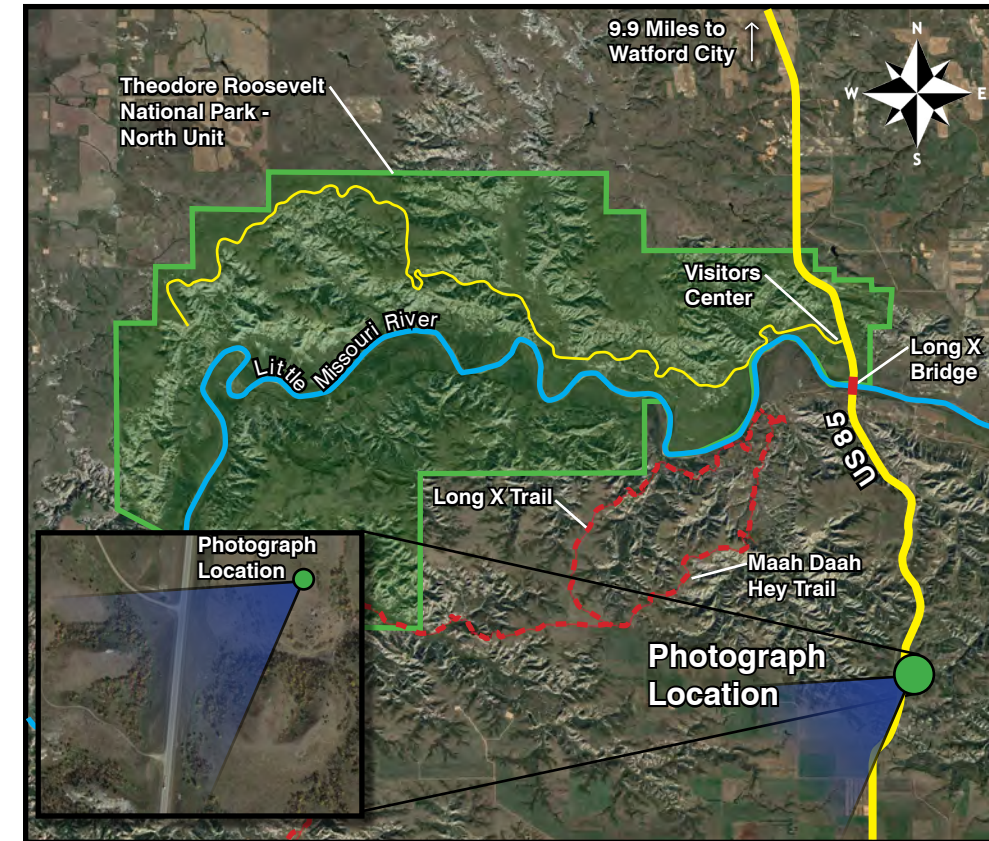 9.9 Miles to
Watford City
N
W
E
S
Theodore Roosevelt
National Park -
North Unit
Visitors
Center
Long X
Bridge
Little Missouri River
US 85
Long X Trail
Maah Daah
Hey Trail
Photograph
Location
Photograph
Location